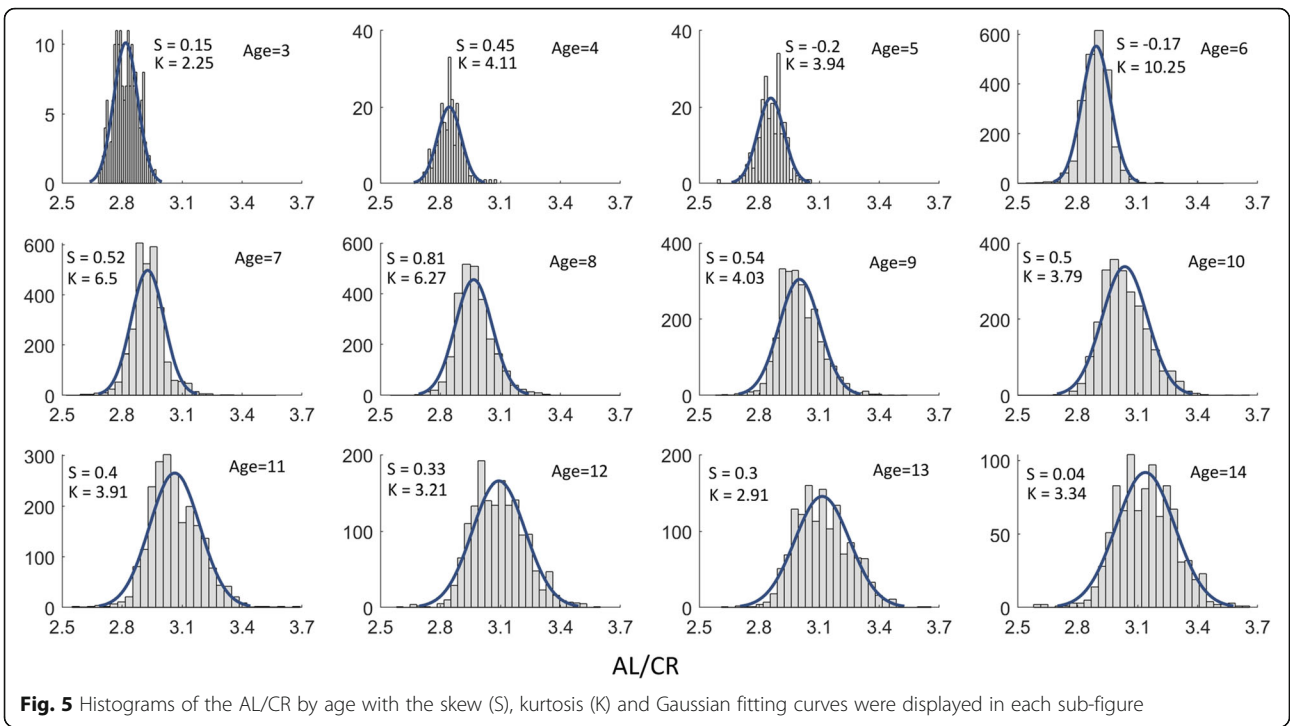 10
5
0
S = 0.15
K = 2.25
Age=3
2.5 2.8 3.1 3.4 3.7
40
20
0
S = 0.45
K = 4.11
Age=4
2.5 2.8 3.1 3.4 3.7
40
20
0
S = -0.2
K = 3.94
Age=5
2.5 2.8 3.1 3.4 3.7
600
400
200
0
S = -0.17
K = 10.25
Age=6
2.5 2.8 3.1 3.4 3.7
600
400
200
0
S = 0.52
K = 6.5
Age=7
2.5 2.8 3.1 3.4 3.7
600
400
200
0
S = 0.81
K = 6.27
Age=8
2.5 2.8 3.1 3.4 3.7
400
200
0
S = 0.54
K = 4.03
Age=9
2.5 2.8 3.1 3.4 3.7
400
200
0
S = 0.5
K = 3.79
Age=10
2.5 2.8 3.1 3.4 3.7
300
200
100
0
S = 0.4
K = 3.91
Age=11
2.5 2.8 3.1 3.4 3.7
200
100
0
S = 0.33
K = 3.21
Age=12
2.5 2.8 3.1 3.4 3.7
200
100
0
S = 0.3
K = 2.91
Age=13
2.5 2.8 3.1 3.4 3.7
100
50
0
S = 0.04
K = 3.34
Age=14
2.5 2.8 3.1 3.4 3.7
AL/CR
Fig. 5 Histograms of the AL/CR by age with the skew (S), kurtosis (K) and Gaussian fitting curves were displayed in each sub-figure